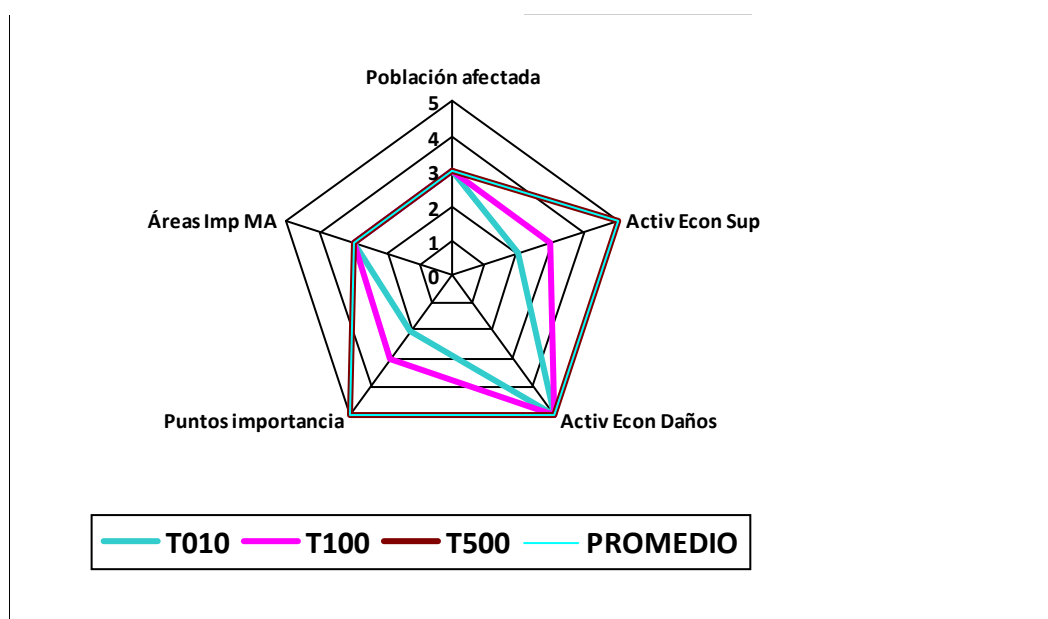 Población afectada
5
4
3
2
1
0
Áreas Imp MA
Activ Econ Sup
Puntos importancia
Activ Econ Daños
T010 T100 T500 PROMEDIO